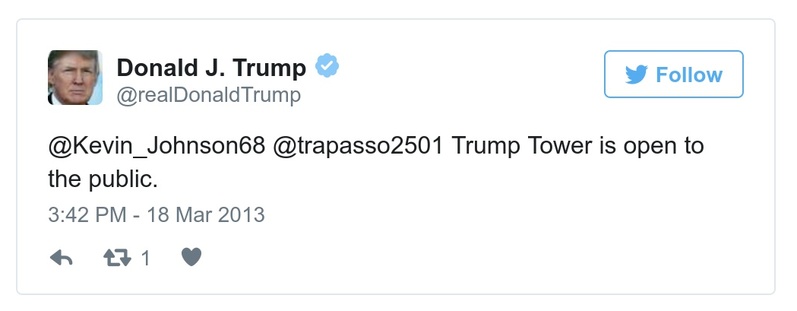 Donald J. Trump
@realDonaldTrump
Follow
@Kevin_Johnson68 @trapasso2501 Trump Tower is open to
the public.
3:42 PM - 18 Mar 2013
1